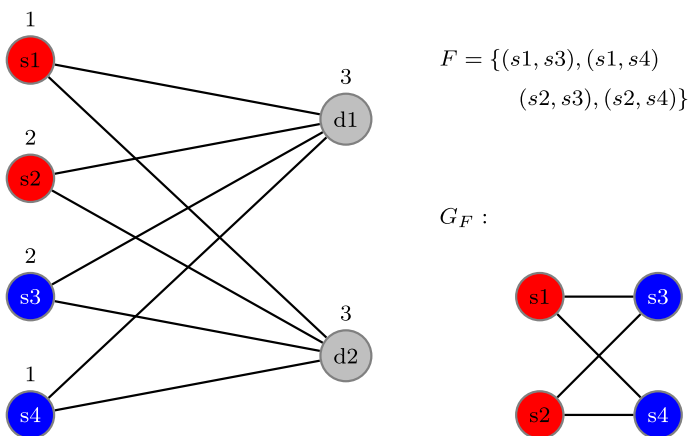 1
s1
2
s2
2
s3
1
s4
3
d1
3
d2
F = {(s1, s3), (s1, s4)
(s2, s3), (s2, s4)}
G_F :
s1
s3
s2
s4